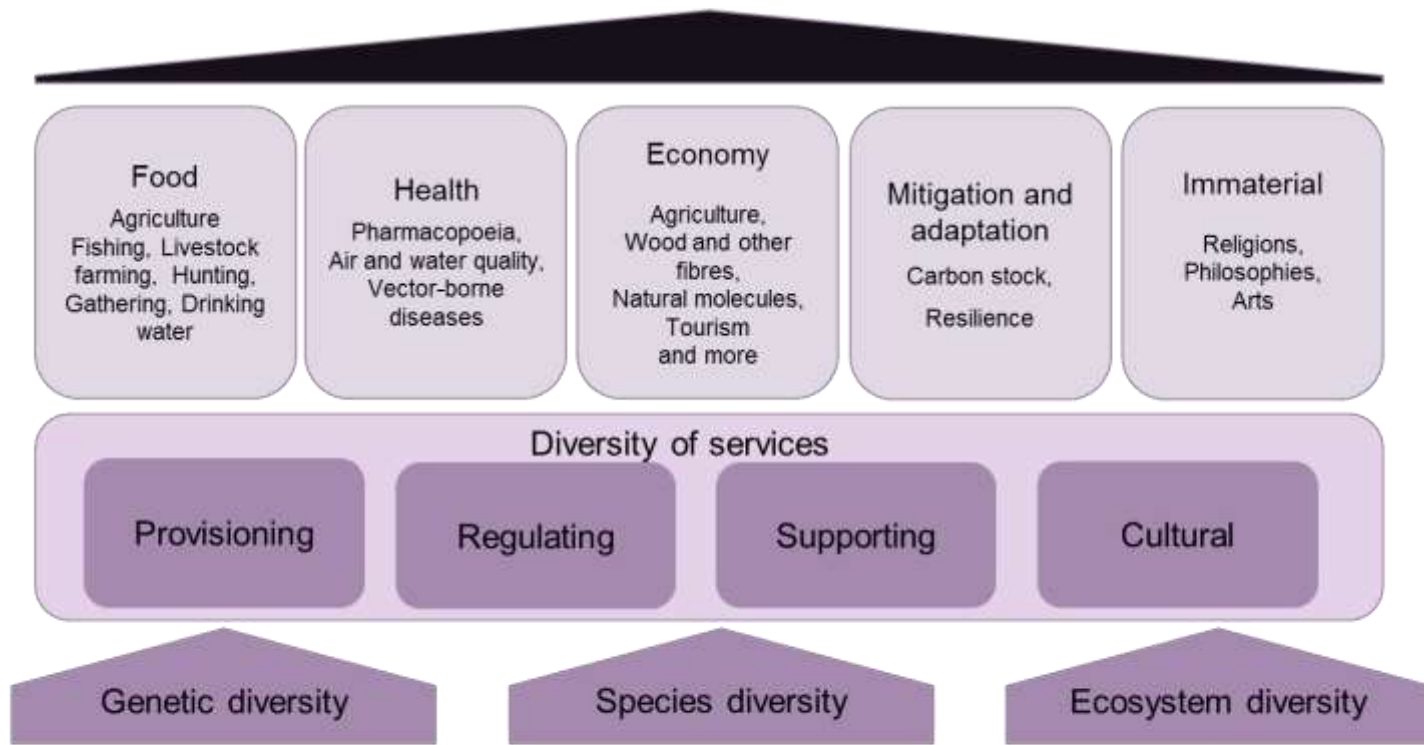 Food
Agriculture
Fishing, Livestock
farming, Hunting,
Gathering, Drinking
water
Health
Pharmacopoeia,
Air and water quality,
Vector-borne
diseases
Economy
Agriculture,
Wood and other
fibres,
Natural molecules,
Tourism
and more
Mitigation and
adaptation
Carbon stock,
Resilience
Immaterial
Religions,
Philosophies,
Arts
Diversity of services
Provisioning
Regulating
Supporting
Cultural
Genetic diversity
Species diversity
Ecosystem diversity